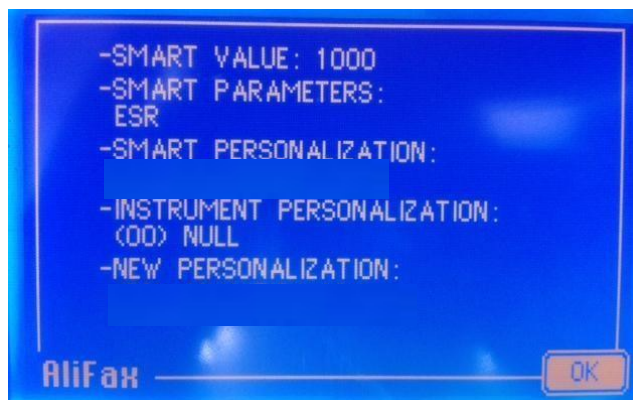 -SMART VALUE: 1000
-SMART PARAMETERS:
ESR
-SMART PERSONALIZATION:
-INSTRUMENT PERSONALIZATION:
(00) NULL
-NEW PERSONALIZATION:
AliFax
OK